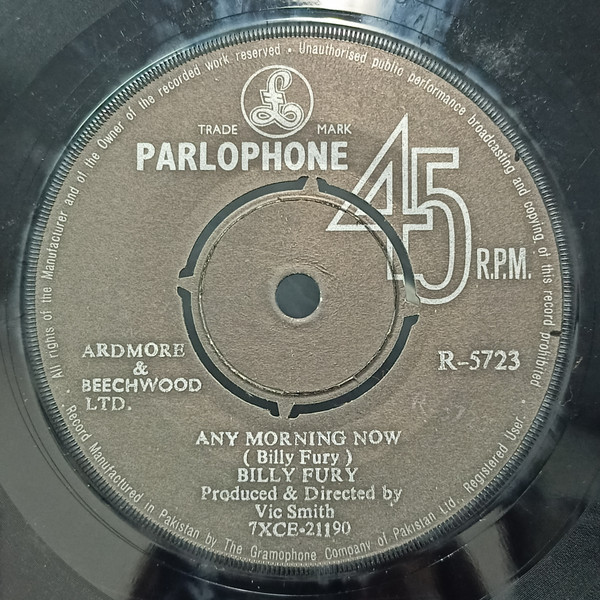 All rights of the Manufacturer and of the Owner of the recorded work reserved • Unauthorised public performance broadcasting and copying of this record prohibited
£
TRADE MARK
PARLOPHONE
45
R.P.M.
ARDMORE
&
BEECHWOOD
LTD.
R-5723
ANY MORNING NOW
( Billy Fury )
BILLY FURY
Produced & Directed by
Vic Smith
7XCE-21190
Record Manufactured in Pakistan by The Gramophone Company of Pakistan Ltd. Registered User.